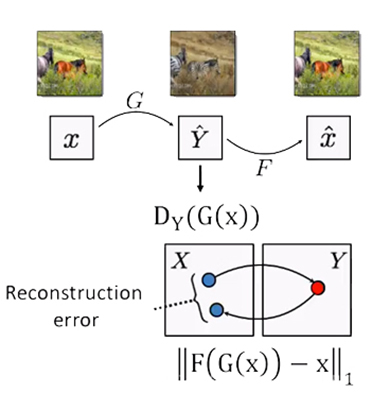 G
x
Ŷ
x̂
F
D_Y(G(x))
X
Y
Reconstruction
error
‖F(G(x)) − x‖₁